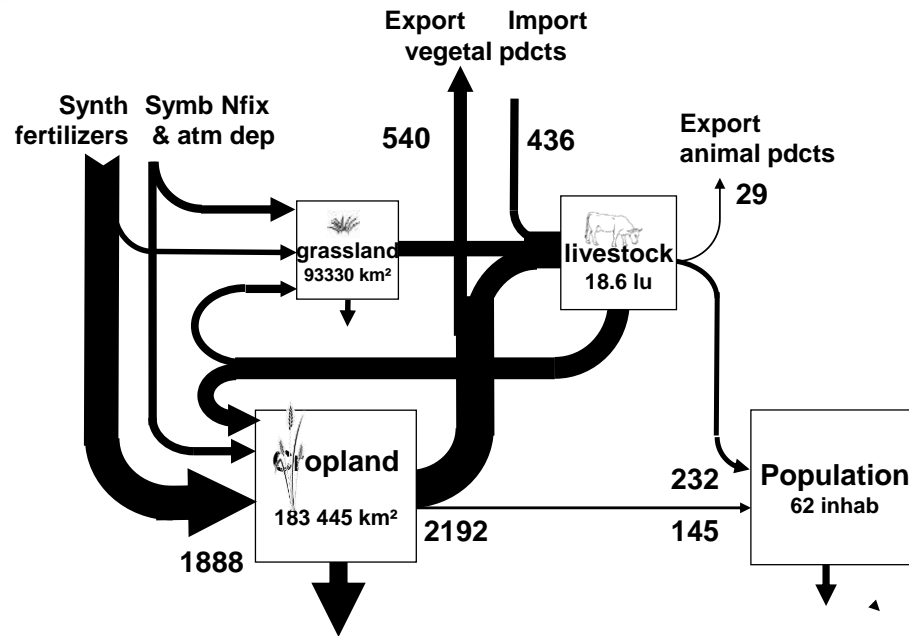 Export Import
vegetal pdcts
Synth Symb Nfix
fertilizers & atm dep
540
436
Export
animal pdcts
29
grassland
93330 km²
livestock
18.6 lu
Cropland
183 445 km²
1888
2192
232
145
Population
62 inhab